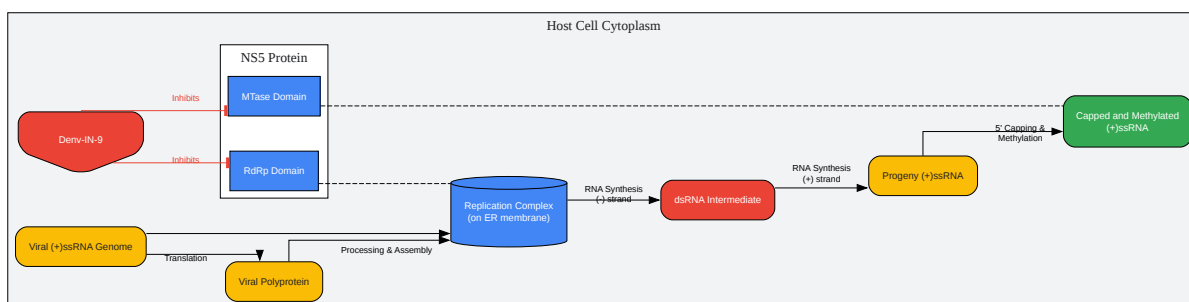 Host Cell Cytoplasm
NS5 Protein
MTase Domain
Inhibits
Denv-IN-9
Inhibits
RdRp Domain
Capped and Methylated
(+)ssRNA
5' Capping &
Methylation
Progeny (+)ssRNA
RNA Synthesis
(+) strand
dsRNA Intermediate
RNA Synthesis
(-) strand
Replication Complex
(on ER membrane)
Viral (+)ssRNA Genome
Translation
Processing & Assembly
Viral Polyprotein